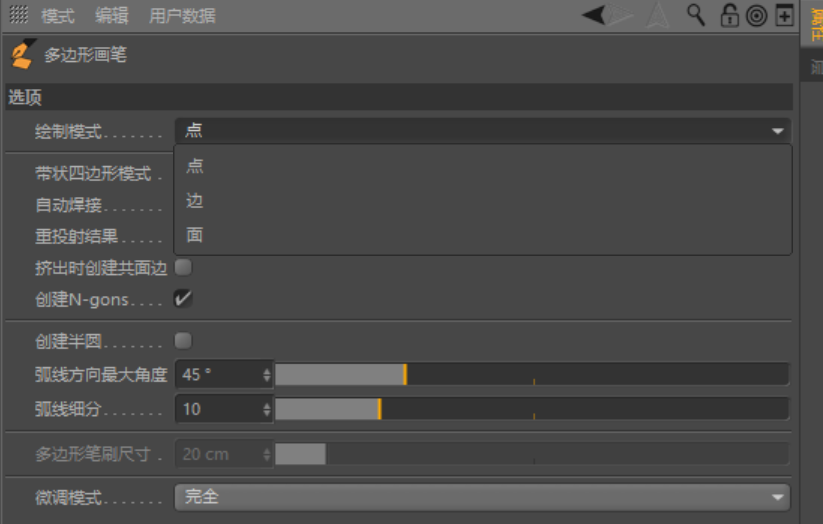 模式 编辑 用户数据
属性
多边形画笔
选项
绘制模式....... 点
点
带状四边形模式 .
边
自动焊接.......
面
重投射结果.....
挤出时创建共面边
创建N-gons....
创建半圆.......
弧线方向最大角度 45 °
弧线细分....... 10
多边形笔刷尺寸 . 20 cm
微调模式....... 完全